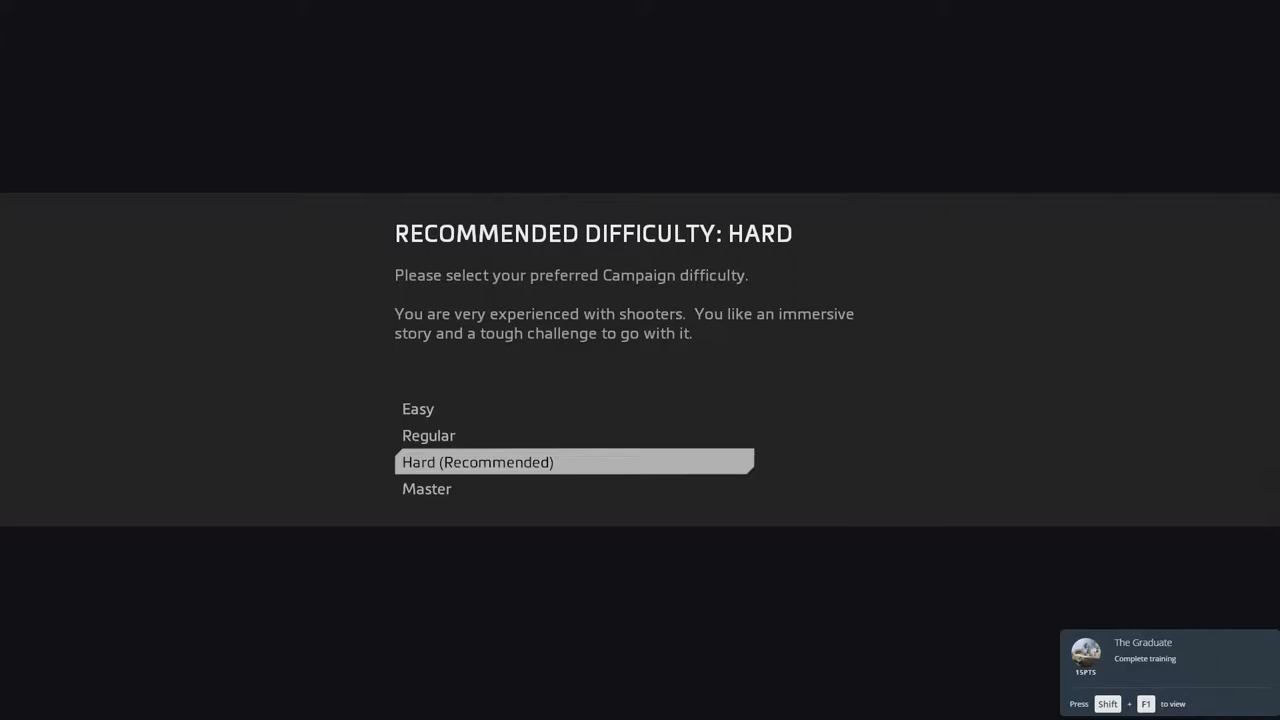 RECOMMENDED DIFFICULTY: HARD
Please select your preferred Campaign difficulty.
You are very experienced with shooters.  You like an immersive
story and a tough challenge to go with it.
Easy
Regular
Hard (Recommended)
Master
The Graduate
Complete training
15PTS
Press Shift + F1 to view